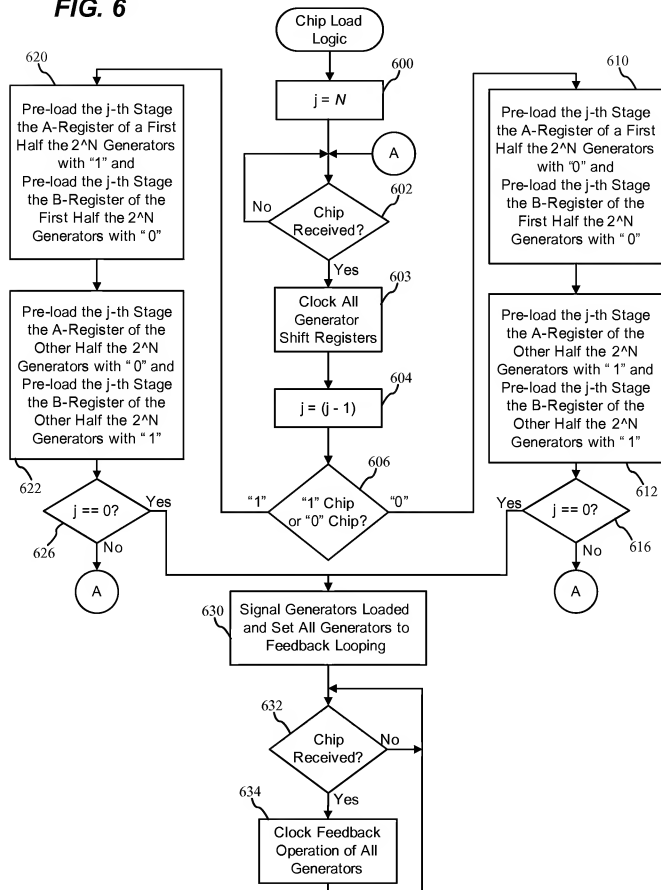 FIG. 6
Chip Load
Logic
600
j = N
A
602
Chip
Received?
No
Yes
603
Clock All
Generator
Shift Registers
604
j = (j - 1)
606
"1" Chip
or "0" Chip?
"1"
"0"
620
Pre-load the j-th Stage
the A-Register of a First
Half the 2^N Generators
with "1" and
Pre-load the j-th Stage
the B-Register of the
First Half the 2^N
Generators with "0"
Pre-load the j-th Stage
the A-Register of the
Other Half the 2^N
Generators with "0" and
Pre-load the j-th Stage
the B-Register of the
Other Half the 2^N
Generators with "1"
622
j == 0?
Yes
626
No
A
610
Pre-load the j-th Stage
the A-Register of a First
Half the 2^N Generators
with "0" and
Pre-load the j-th Stage
the B-Register of the
First Half the 2^N
Generators with "0"
Pre-load the j-th Stage
the A-Register of the
Other Half the 2^N
Generators with "1" and
Pre-load the j-th Stage
the B-Register of the
Other Half the 2^N
Generators with "1"
612
j == 0?
Yes
616
No
A
630
Signal Generators Loaded
and Set All Generators to
Feedback Looping
632
Chip
Received?
No
Yes
634
Clock Feedback
Operation of All
Generators